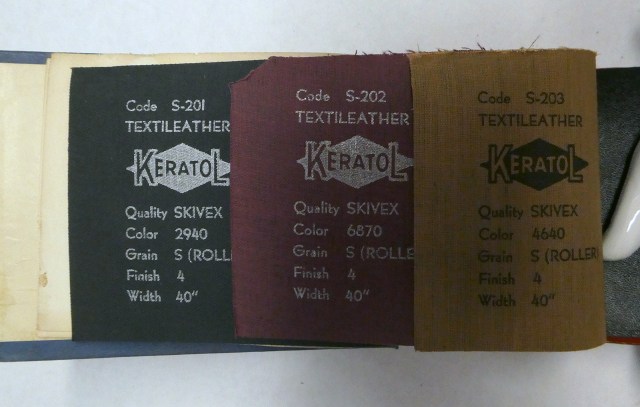 Code S-201
TEXTILEATHER
KERATOL
Quality SKIVEX
Color 2940
Grain S (ROLL
Finish 4
Width 40"
Code S-202
TEXTILEATHER
KERATOL
Quality SKIVEX
Color 6870
Grain S (ROLLE
Finish 4
Width 40"
Code S-203
TEXTILEATHER
KERATOL
Quality SKIVEX
Color 4640
Grain S (ROLLER)
Finish 4
Width 40"